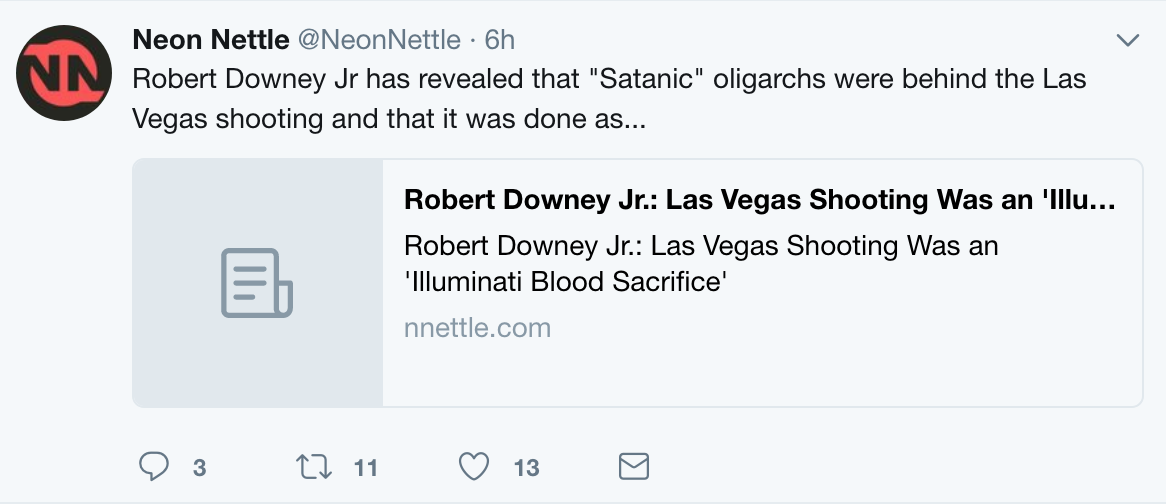 Neon Nettle @NeonNettle · 6h
Robert Downey Jr has revealed that "Satanic" oligarchs were behind the Las
Vegas shooting and that it was done as...
Robert Downey Jr.: Las Vegas Shooting Was an 'Illu...
Robert Downey Jr.: Las Vegas Shooting Was an
'Illuminati Blood Sacrifice'
nnettle.com
3 11 13